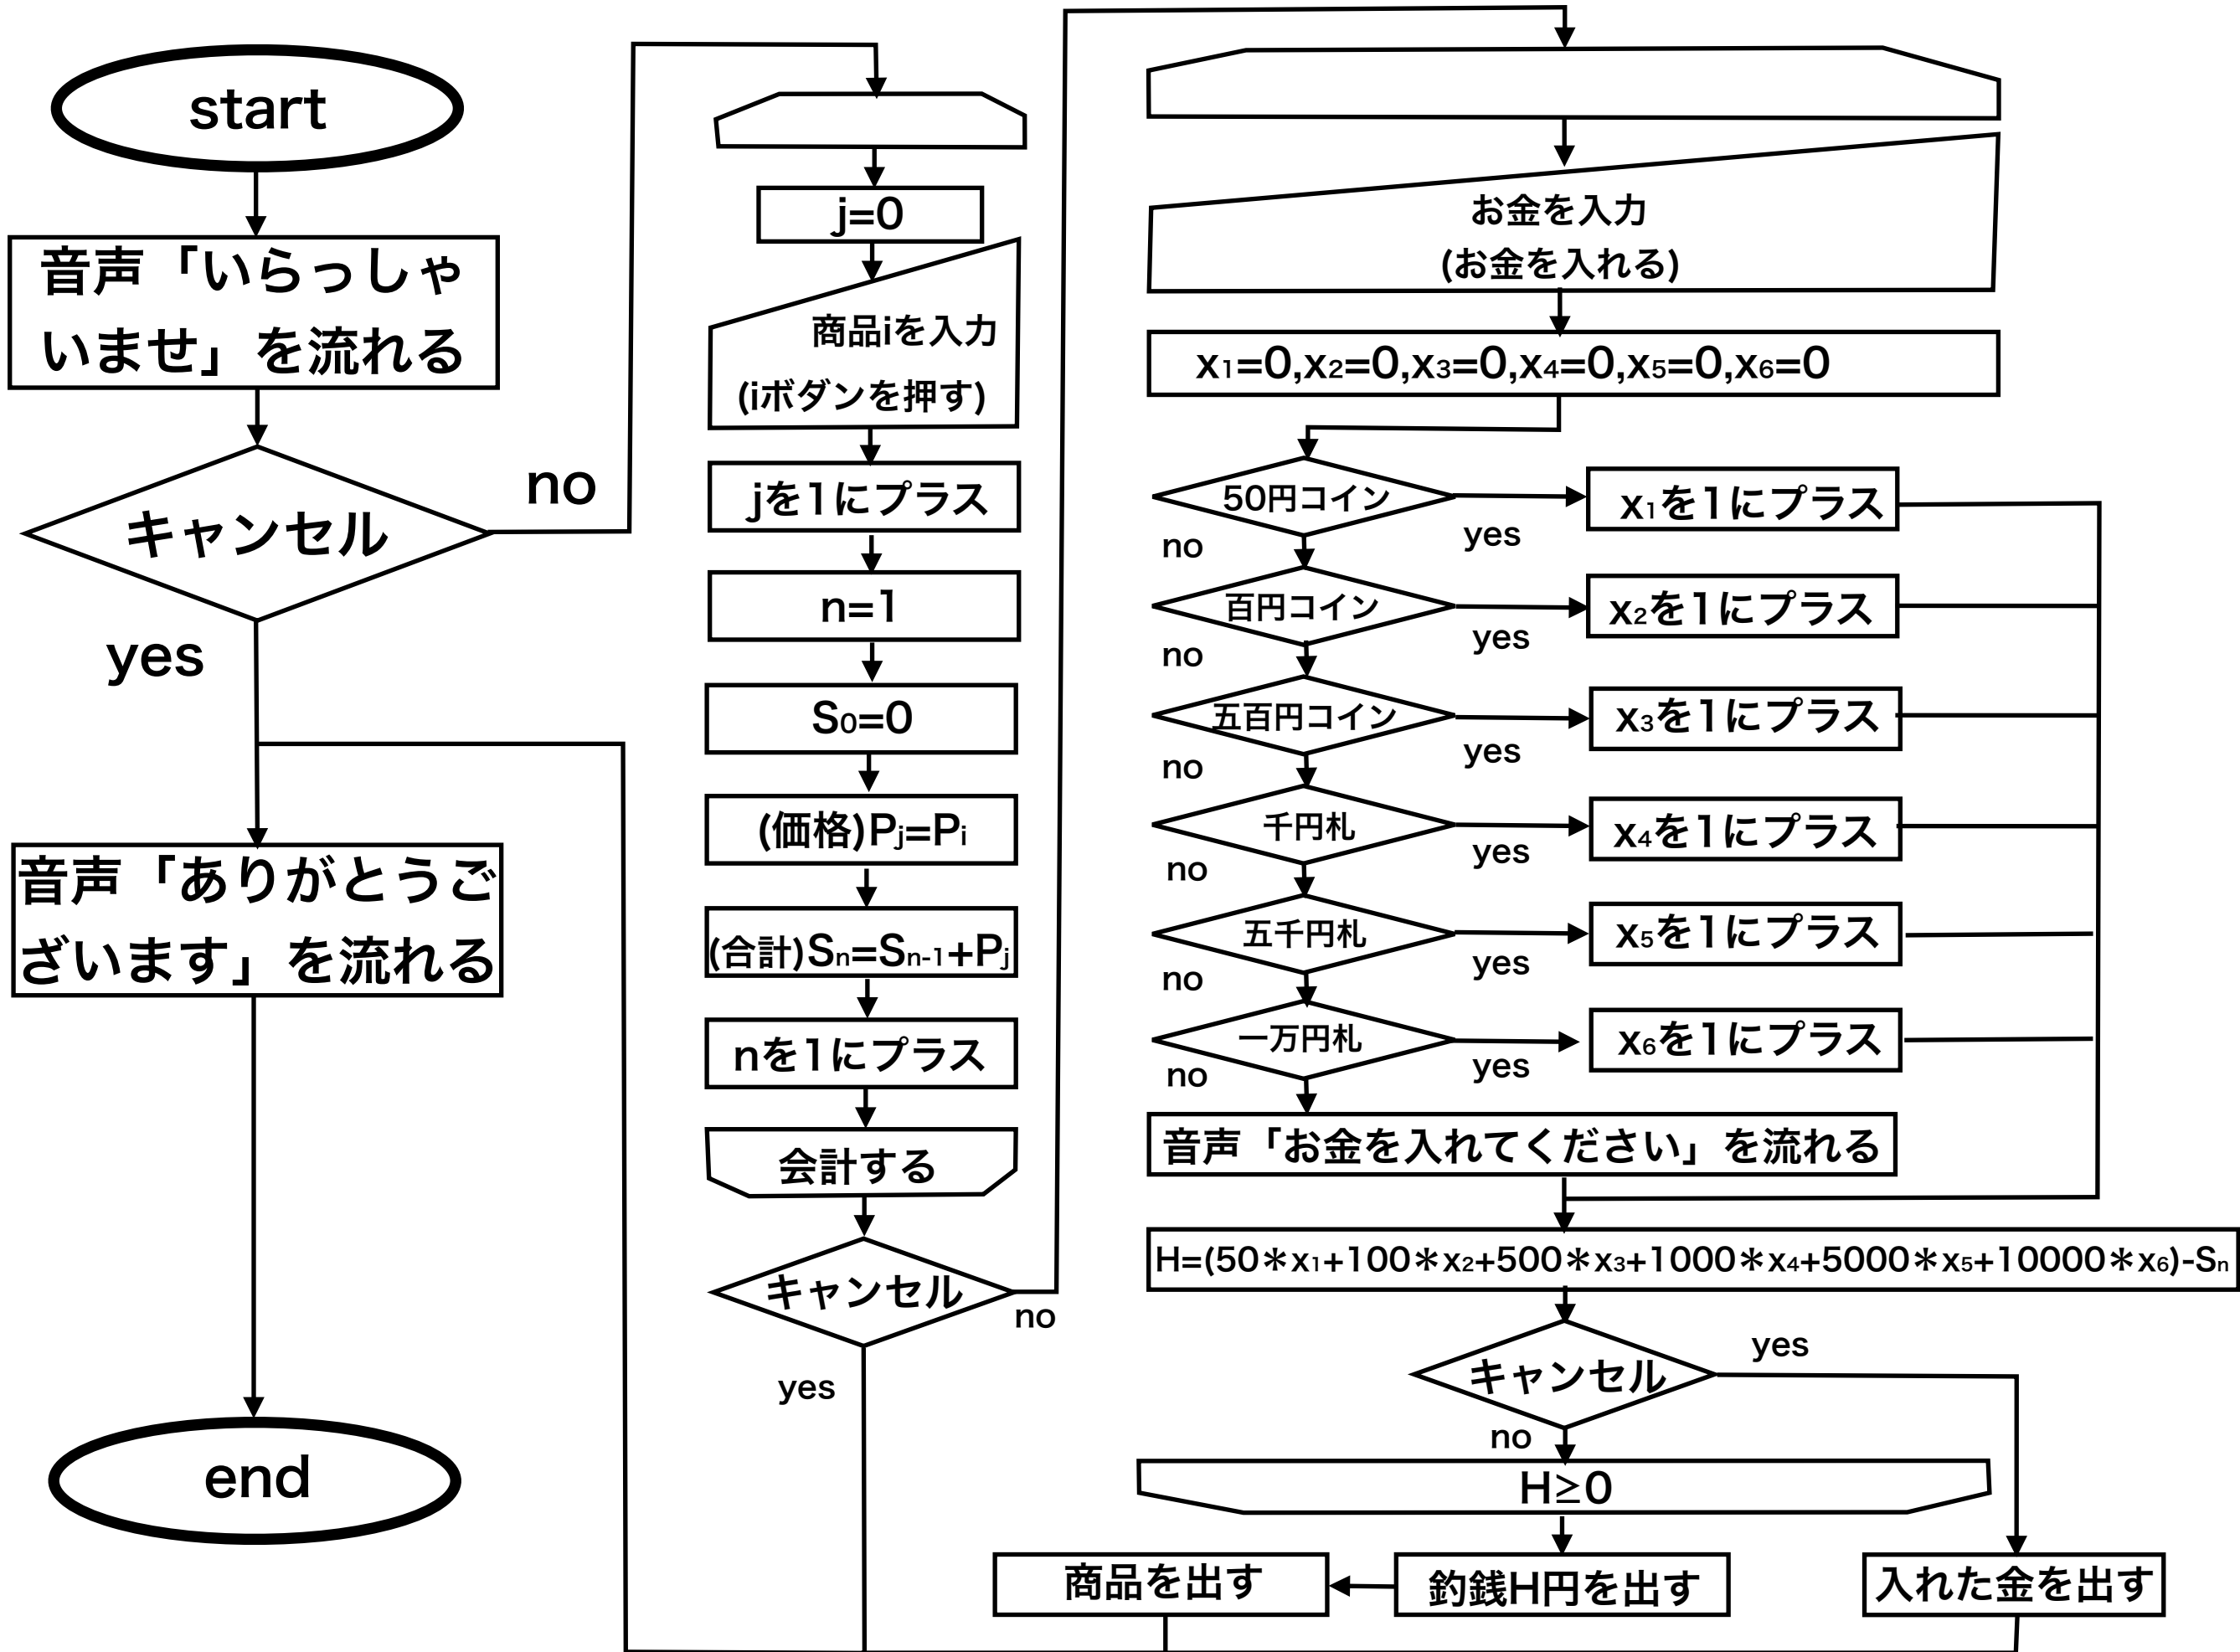 start
音声「いらっしゃ
いませ」を流れる
キャンセル
no
yes
音声「ありがとうご
ざいます」を流れる
end
j=0
商品iを入力
(iボタンを押す)
jを1にプラス
n=1
S₀=0
(価格)Pⱼ=Pᵢ
(合計)Sₙ=Sₙ₋₁+Pⱼ
nを1にプラス
会計する
キャンセル
no
yes
お金を入力
(お金を入れる)
x₁=0,x₂=0,x₃=0,x₄=0,x₅=0,x₆=0
50円コイン
yes
x₁を1にプラス
no
百円コイン
yes
x₂を1にプラス
no
五百円コイン
yes
x₃を1にプラス
no
千円札
yes
x₄を1にプラス
no
五千円札
yes
x₅を1にプラス
no
一万円札
yes
x₆を1にプラス
no
音声「お金を入れてください」を流れる
H=(50*x₁+100*x₂+500*x₃+1000*x₄+5000*x₅+10000*x₆)-Sₙ
キャンセル
yes
no
H≧0
商品を出す
釣銭H円を出す
入れた金を出す